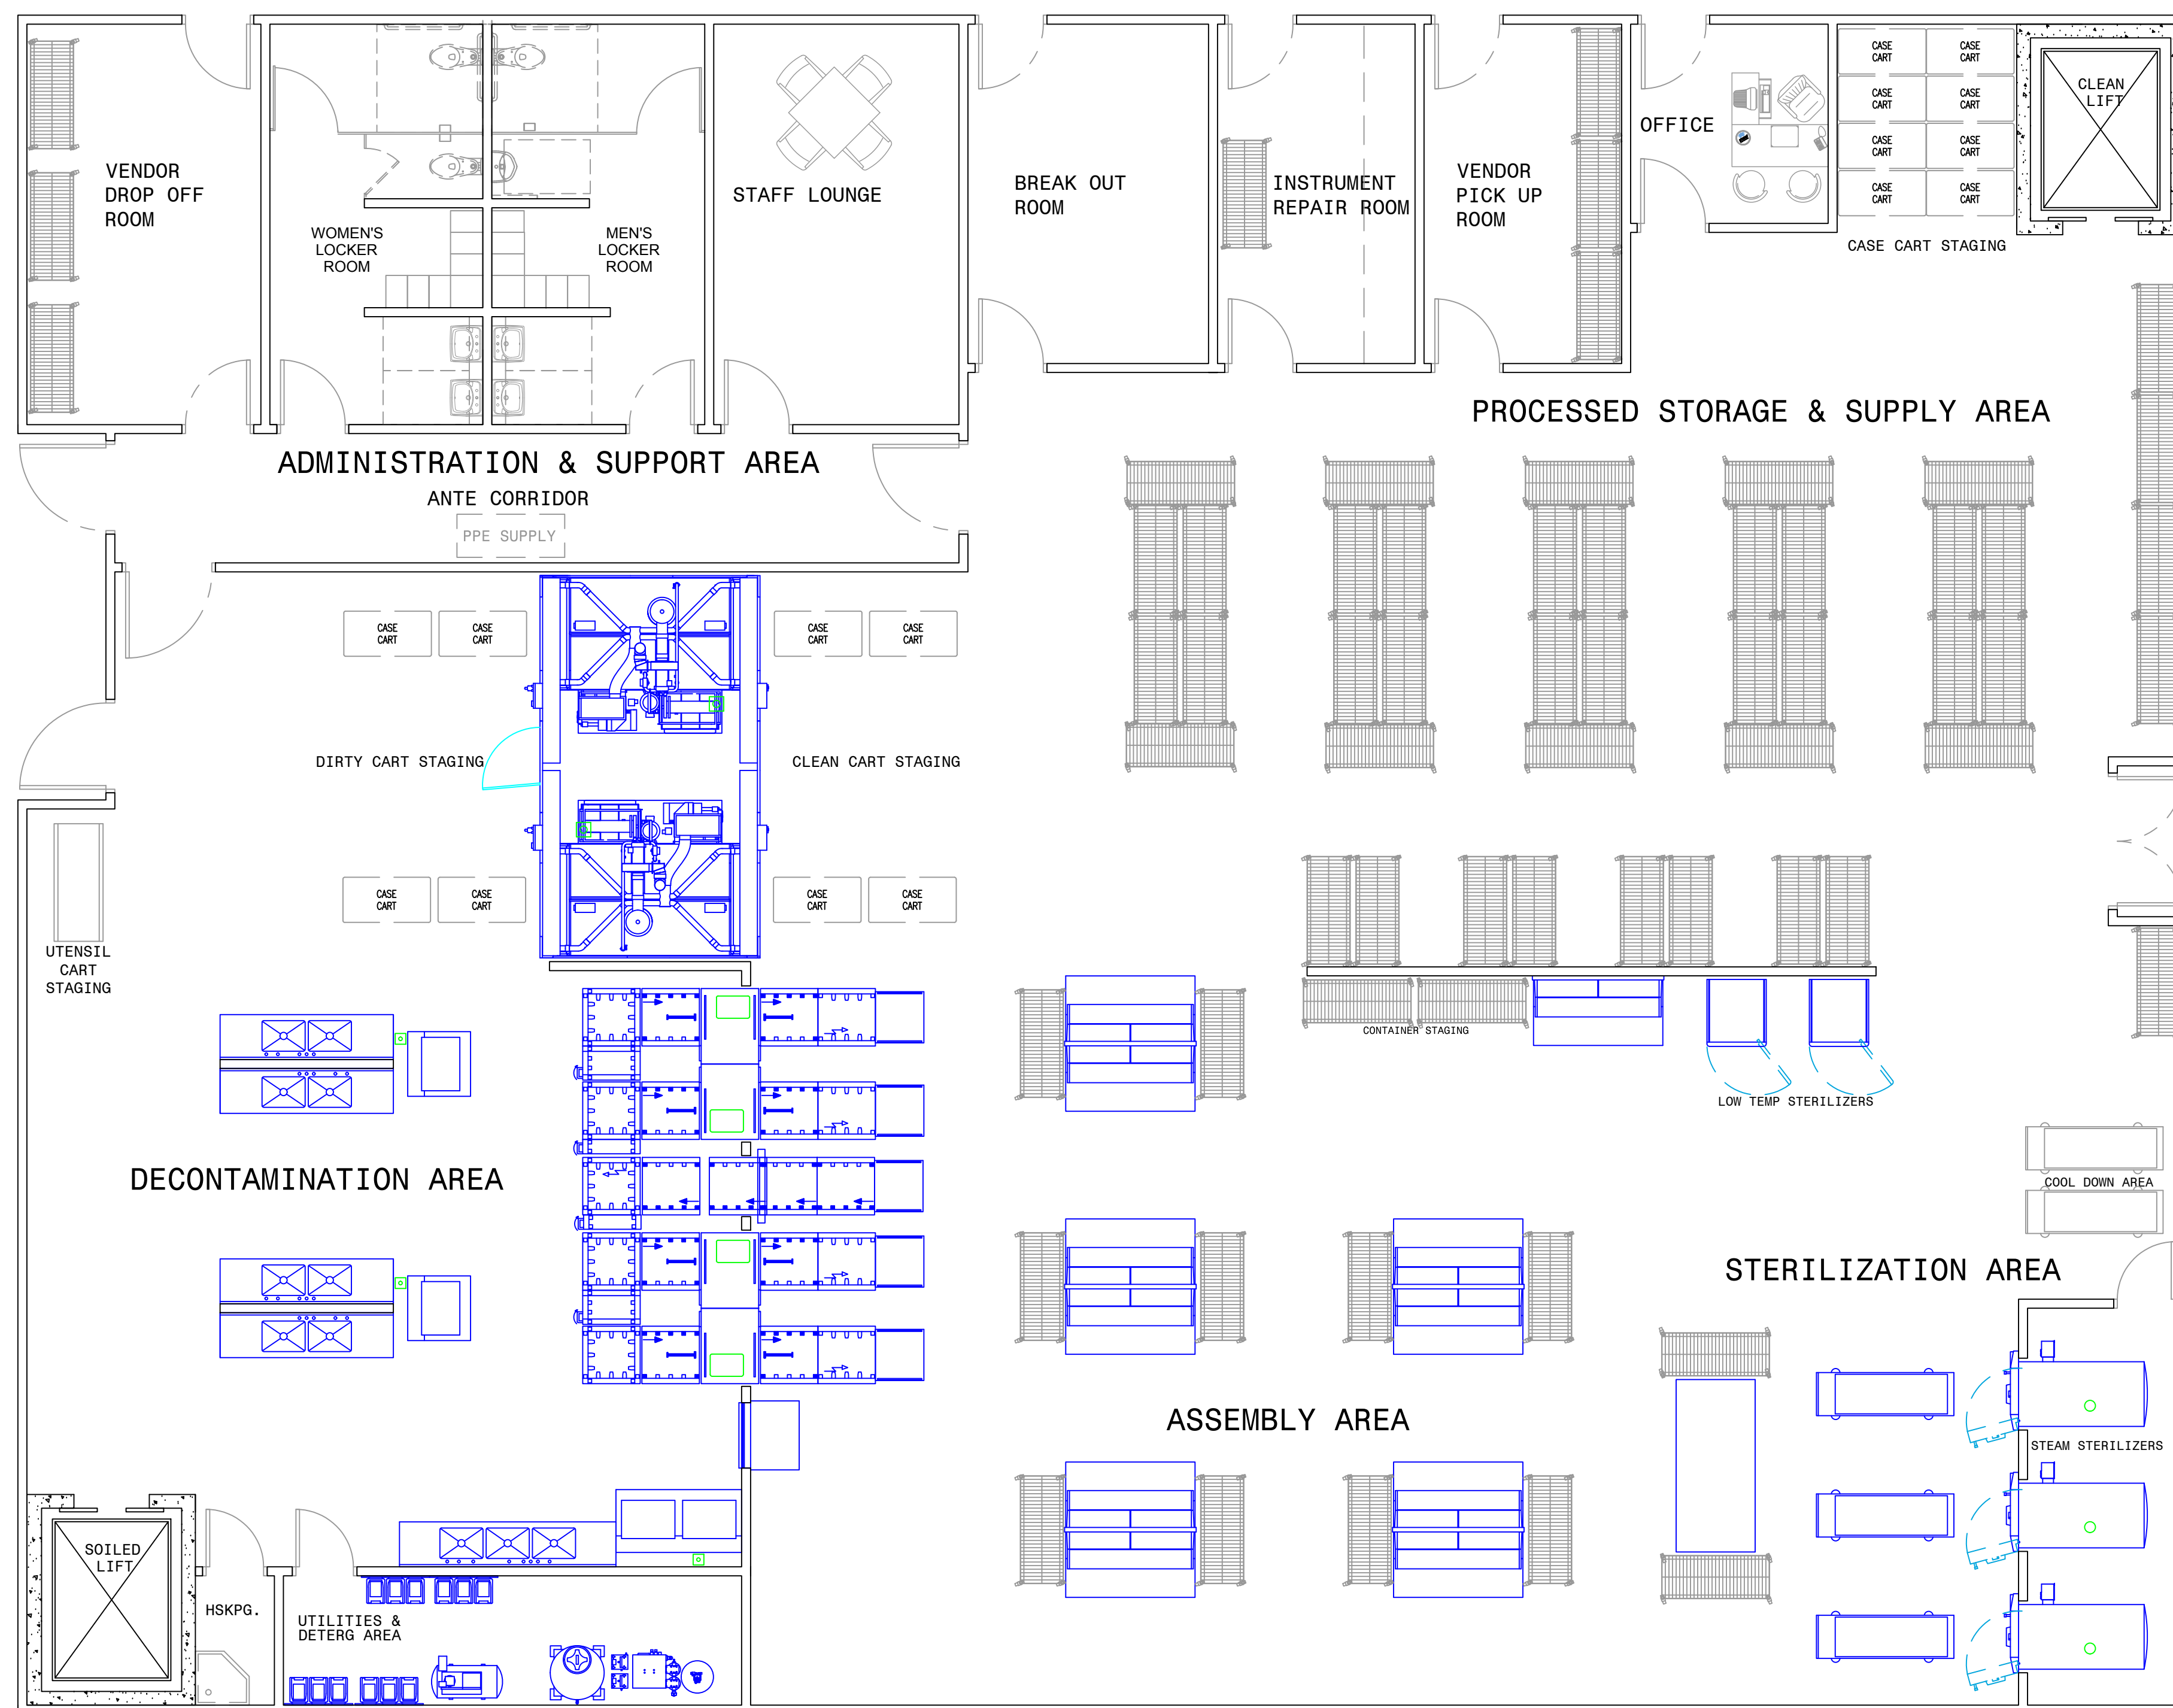 VENDOR
DROP OFF
ROOM
WOMEN'S
LOCKER
ROOM
MEN'S
LOCKER
ROOM
STAFF LOUNGE
BREAK OUT
ROOM
INSTRUMENT
REPAIR ROOM
VENDOR
PICK UP
ROOM
OFFICE
CASE
CART
CASE
CART
CASE
CART
CASE
CART
CASE
CART
CASE
CART
CASE
CART
CASE
CART
CASE CART STAGING
CLEAN
LIFT
PROCESSED STORAGE & SUPPLY AREA
ADMINISTRATION & SUPPORT AREA
ANTE CORRIDOR
PPE SUPPLY
CASE
CART
CASE
CART
CASE
CART
CASE
CART
DIRTY CART STAGING
CLEAN CART STAGING
CASE
CART
CASE
CART
CASE
CART
CASE
CART
UTENSIL
CART
STAGING
CONTAINER STAGING
LOW TEMP STERILIZERS
DECONTAMINATION AREA
COOL DOWN AREA
STERILIZATION AREA
ASSEMBLY AREA
STEAM STERILIZERS
SOILED
LIFT
HSKPG.
UTILITIES &
DETERG AREA